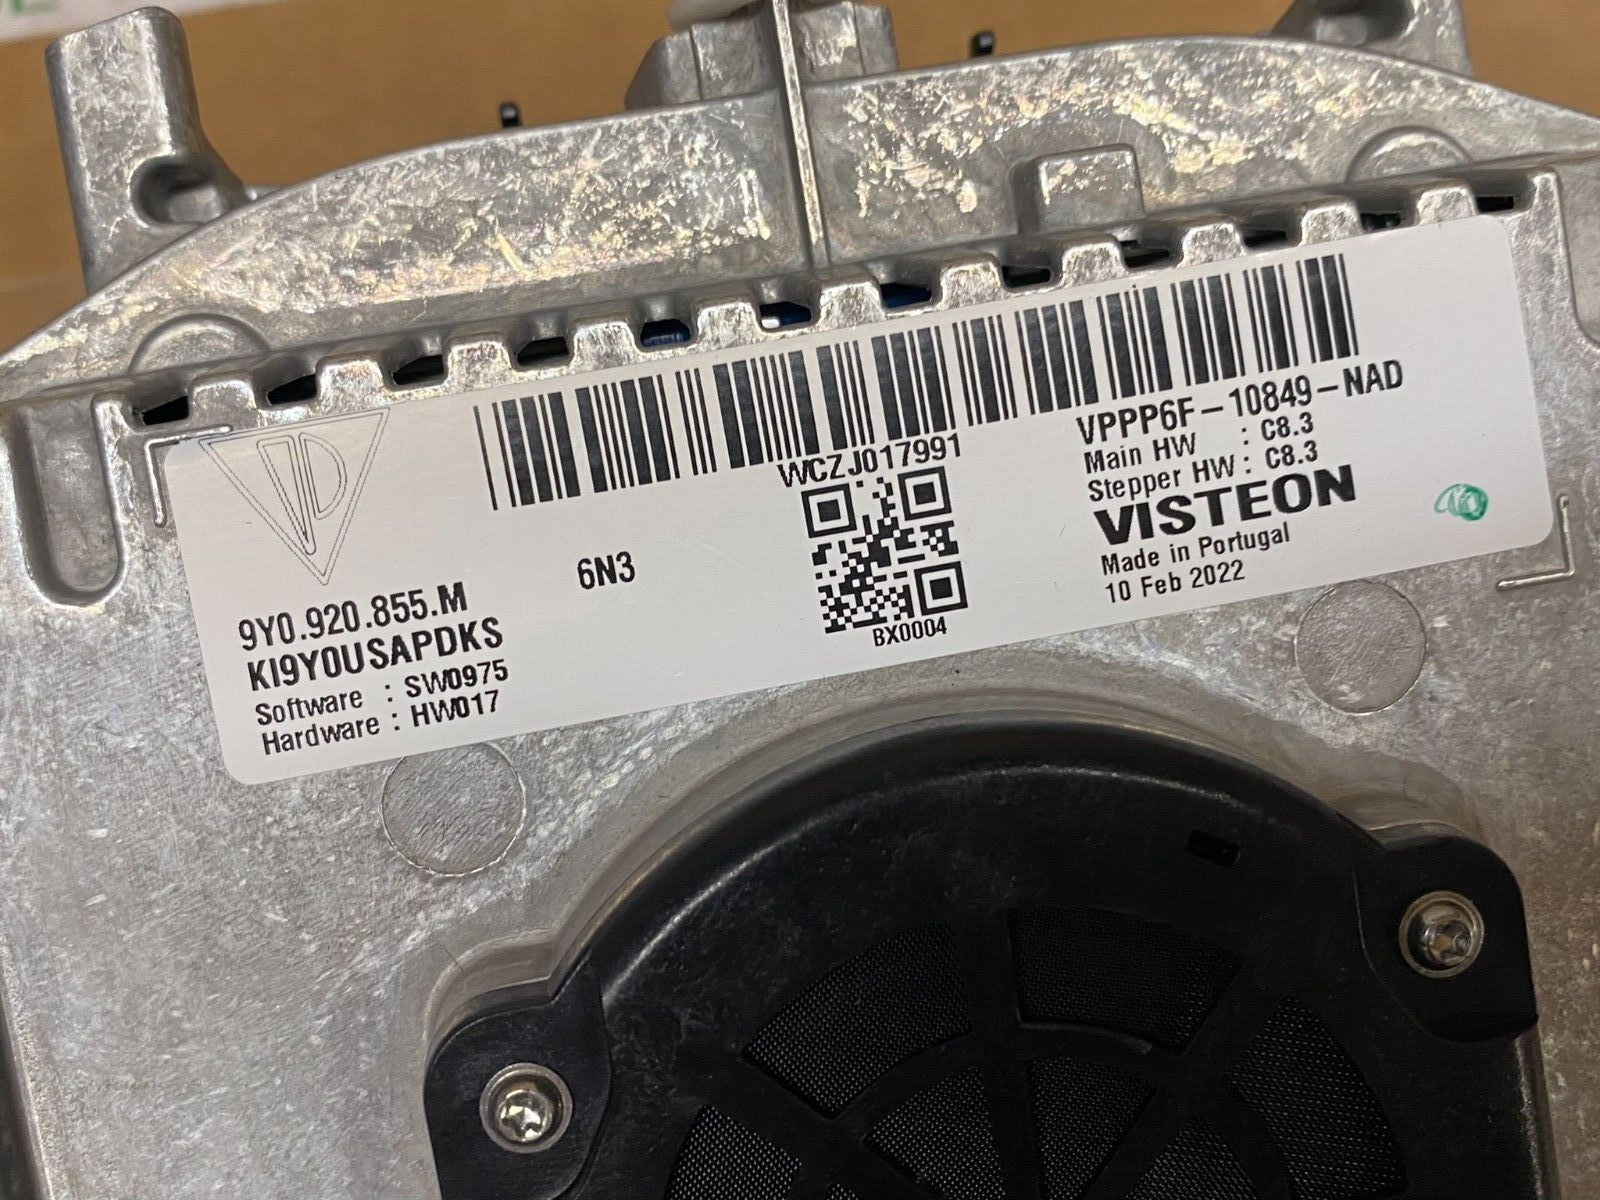 9Y0.920.855.M
KI9Y0USAPDKS
Software : SW0975
Hardware : HW017
6N3
WCZJ017991
BX0004
VPPP6F-10849-NAD
Main HW : C8.3
Stepper HW : C8.3
VISTEON
Made in Portugal
10 Feb 2022